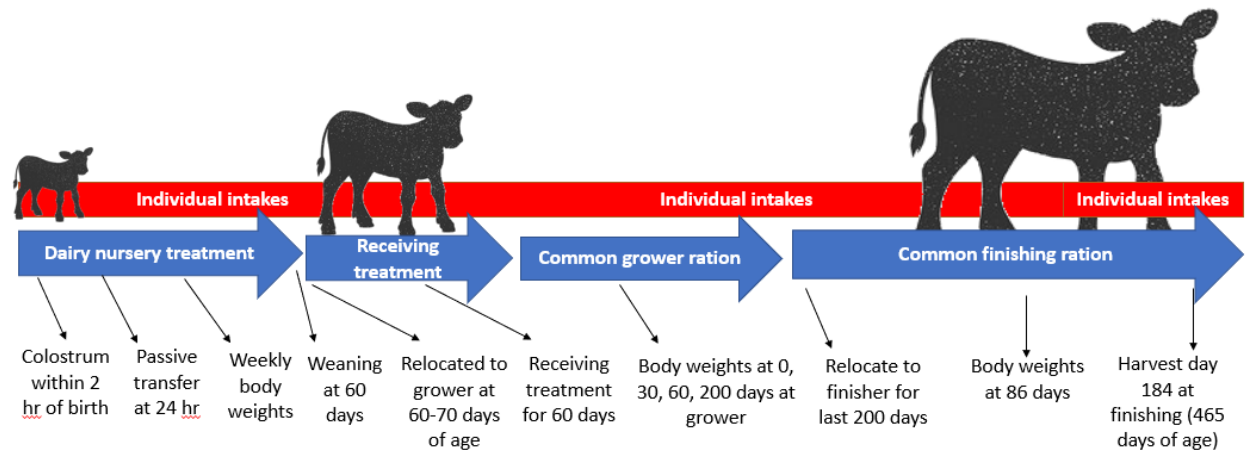 Individual intakes
Individual intakes
Individual intakes
Dairy nursery treatment
Receiving
treatment
Common grower ration
Common finishing ration
Colostrum
within 2
hr of birth
Passive
transfer
at 24 hr
Weekly
body
weights
Weaning
at 60
days
Relocated to
grower at
60-70 days
of age
Receiving
treatment
for 60 days
Body weights at 0,
30, 60, 200 days at
grower
Relocate to
finisher for
last 200 days
Body weights
at 86 days
Harvest day
184 at
finishing (465
days of age)